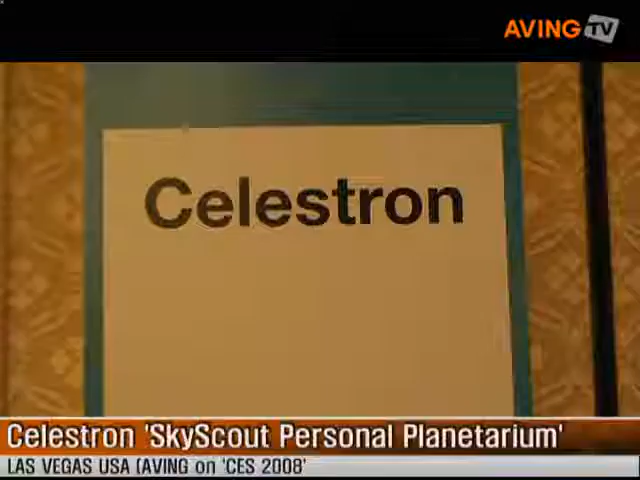 AVING TV
Celestron
Celestron 'SkyScout Personal Planetarium'
LAS VEGAS USA (AVING on 'CES 2008'